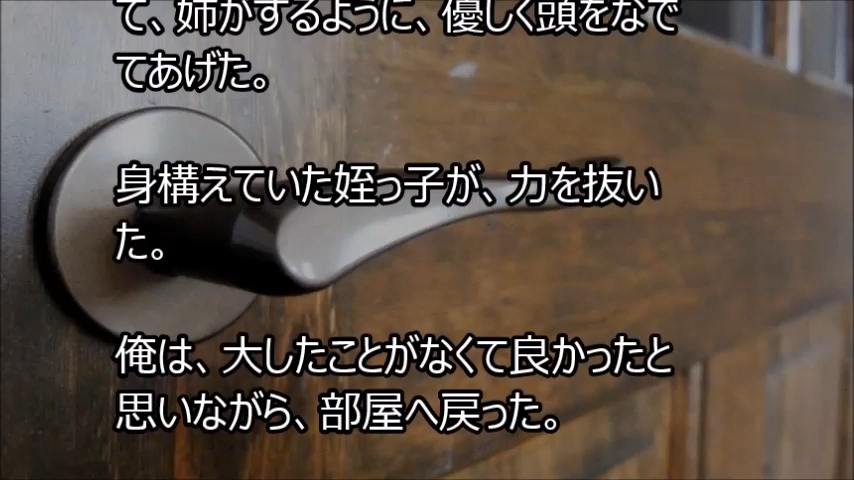 て、姉がするように、優しく頭をなで
てあげた。
身構えていた姪っ子が、力を抜い
た。
俺は、大したことがなくて良かったと
思いながら、部屋へ戻った。